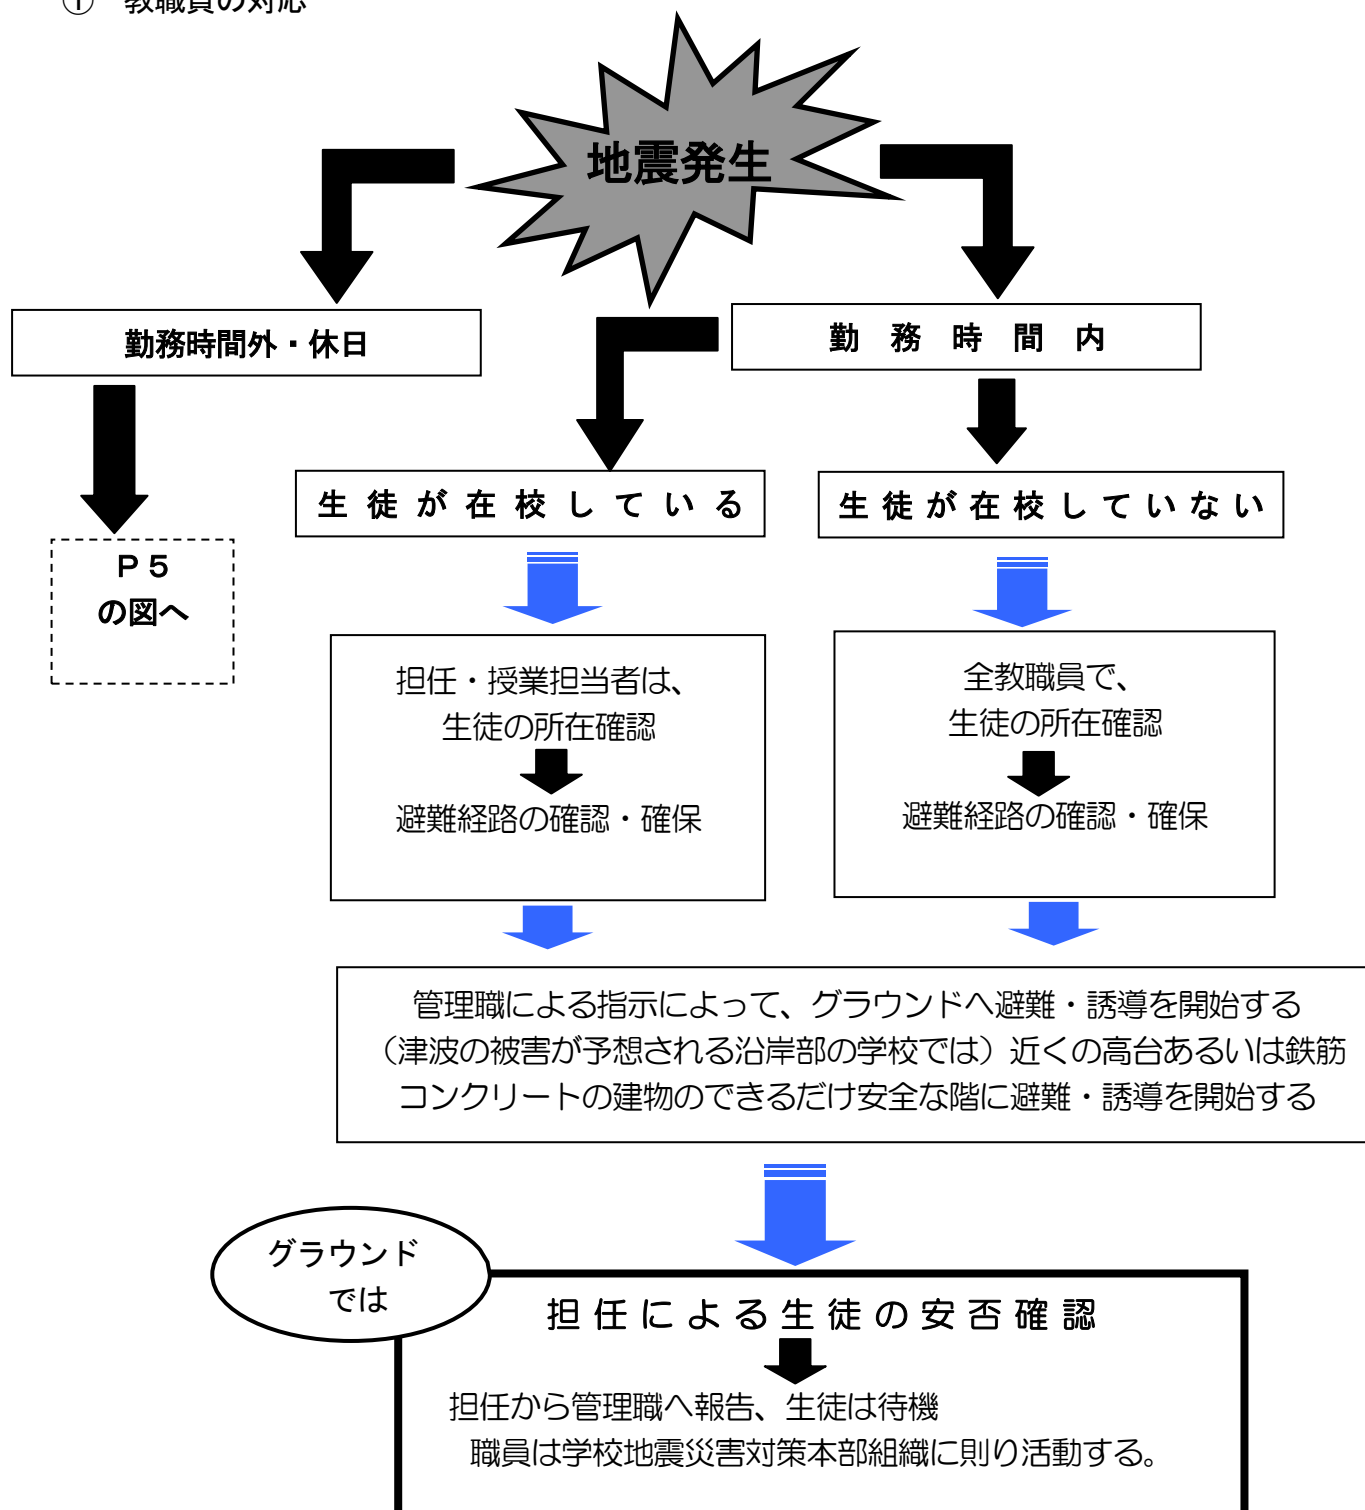 ① 教職員の対応
地震発生
勤務時間外・休日
勤務時間内
生徒が在校している
生徒が在校していない
Ｐ５
の図へ
担任・授業担当者は、
生徒の所在確認
避難経路の確認・確保
全教職員で、
生徒の所在確認
避難経路の確認・確保
管理職による指示によって、グラウンドへ避難・誘導を開始する
（津波の被害が予想される沿岸部の学校では）近くの高台あるいは鉄筋
コンクリートの建物のできるだけ安全な階に避難・誘導を開始する
グラウンド
では
担任による生徒の安否確認
担任から管理職へ報告、生徒は待機
職員は学校地震災害対策本部組織に則り活動する。